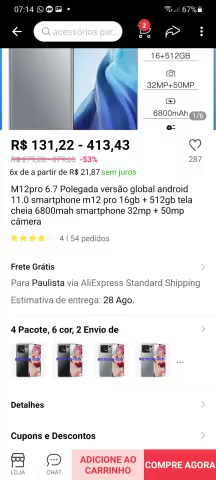 07:14
67%
acessórios par...
2
16+512GB
32MP+50MP
6800mAh
1/6
R$ 131,22 - 413,43
-53%
287
6x de a partir de R$ 21,87 sem juros
M12pro 6.7 Polegada versão global android
11.0 smartphone m12 pro 16gb + 512gb tela
cheia 6800mah smartphone 32mp + 50mp
câmera
4 | 54 pedidos
Frete Grátis
Para Paulista via AliExpress Standard Shipping
Estimativa de entrega: 28 Ago.
4 Pacote, 6 cor, 2 Envio de
...
Detalhes
Cupons e Descontos
LOJA
CHAT
ADICIONE AO
CARRINHO
COMPRE AGORA